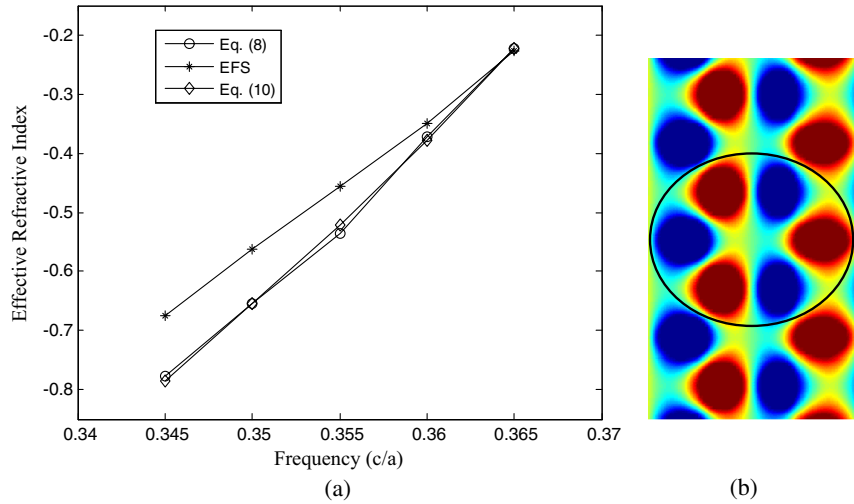 -0.2
-0.3
-0.4
-0.5
-0.6
-0.7
-0.8
Effective Refractive Index
Eq. (8)
EFS
Eq. (10)
0.34
0.345
0.35
0.355
0.36
0.365
0.37
Frequency (c/a)
(a)
(b)